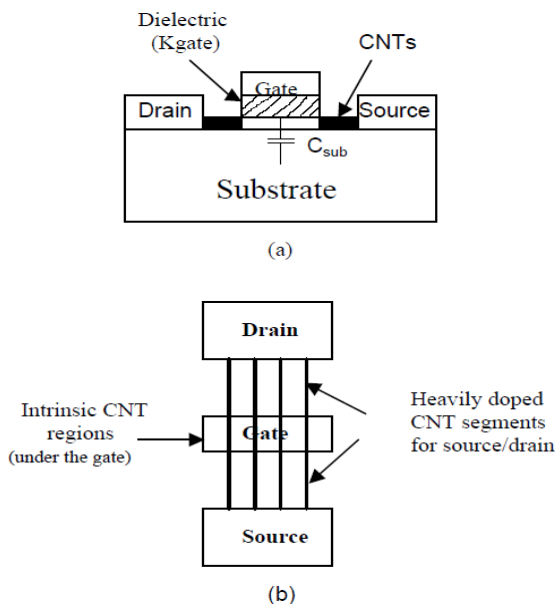 Dielectric
(Kgate)
CNTs
Gate
Drain
Source
Csub
Substrate
(a)
Drain
Intrinsic CNT
regions
(under the gate)
Gate
Heavily doped
CNT segments
for source/drain
Source
(b)